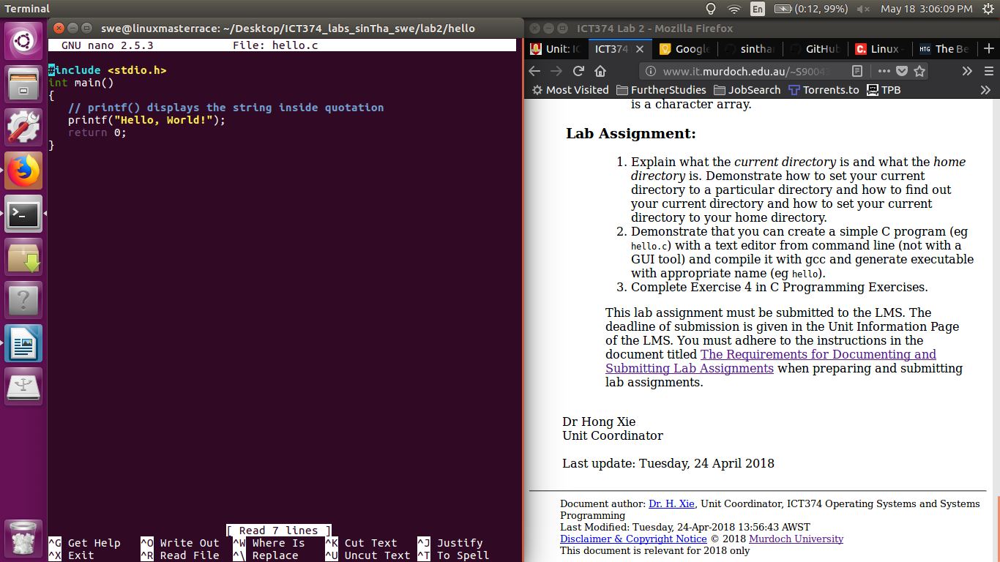 Terminal
En
(0:12, 99%)
May 18 3:06:09 PM
swe@linuxmasterrace: ~/Desktop/ICT374_labs_sinTha_swe/lab2/hello
GNU nano 2.5.3 File: hello.c
#include <stdio.h>
int main()
{
// printf() displays the string inside quotation
printf("Hello, World!");
return 0;
}
[ Read 7 lines ]
^G Get Help ^O Write Out ^W Where Is ^K Cut Text ^J Justify
^X Exit ^R Read File ^\ Replace ^U Uncut Text ^T To Spell
ICT374 Lab 2 - Mozilla Firefox
Unit: IC ICT374 Google sinthar GitHub C. Linux - HTG The Be
www.it.murdoch.edu.au/~S9004
Most Visited FurtherStudies JobSearch Torrents.to TPB
is a character array.
Lab Assignment:
1. Explain what the current directory is and what the home
directory is. Demonstrate how to set your current
directory to a particular directory and how to find out
your current directory and how to set your current
directory to your home directory.
2. Demonstrate that you can create a simple C program (eg
hello.c) with a text editor from command line (not with a
GUI tool) and compile it with gcc and generate executable
with appropriate name (eg hello).
3. Complete Exercise 4 in C Programming Exercises.
This lab assignment must be submitted to the LMS. The
deadline of submission is given in the Unit Information Page
of the LMS. You must adhere to the instructions in the
document titled The Requirements for Documenting and
Submitting Lab Assignments when preparing and submitting
lab assignments.
Dr Hong Xie
Unit Coordinator
Last update: Tuesday, 24 April 2018
Document author: Dr. H. Xie, Unit Coordinator, ICT374 Operating Systems and Systems
Programming
Last Modified: Tuesday, 24-Apr-2018 13:56:43 AWST
Disclaimer & Copyright Notice © 2018 Murdoch University
This document is relevant for 2018 only